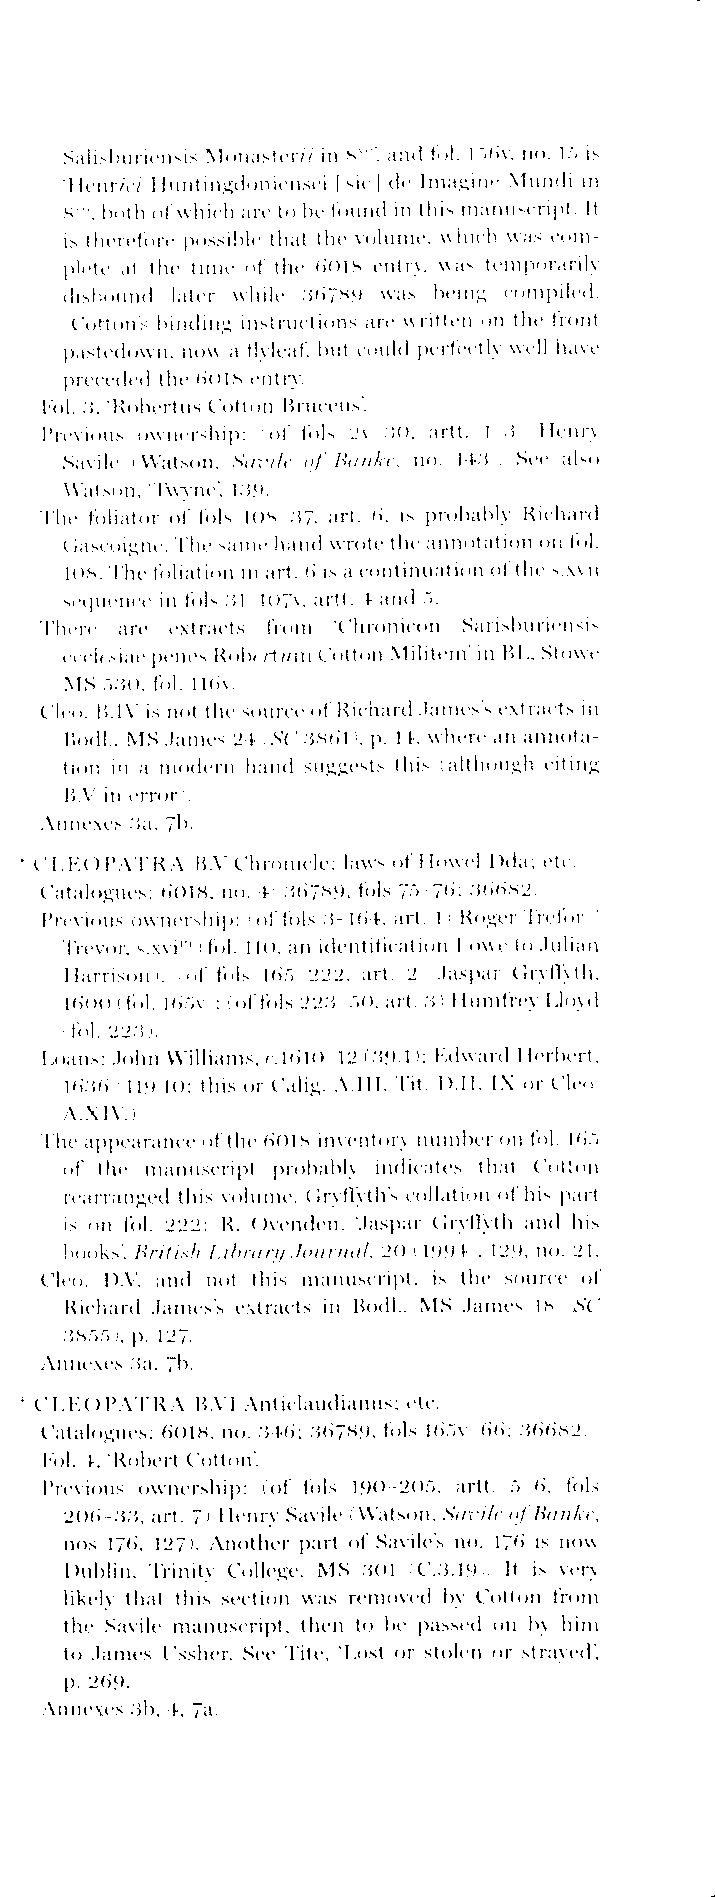 Salisburiensis Monasterii in 8vo', and fol. 156v, no. 15 is
'Henrici Huntingdoniensei [sic] de Imagine Mundi in
8vo', both of which are to be found in this manuscript. It
is therefore possible that the volume, which was com-
plete at the time of the 6018 entry, was temporarily
disbound later while 36789 was being compiled.
(Cotton's binding instructions are written on the front
pastedown, now a flyleaf, but could perfectly well have
preceded the 6018 entry.
Fol. 3, 'Robertus Cotton Bruceus'.
Previous ownership: (of fols 2v–30, artt. 1–3) Henry
Savile (Watson, Savile of Banke, no. 143). See also
Watson, 'Twyne', 139.
The foliator of fols 108–37, art. 6, is probably Richard
Gascoigne. The same hand wrote the annotation on fol.
108. The foliation in art. 6 is a continuation of the s.xvii
sequence in fols 31–107v, artt. 4 and 5.
There are extracts from 'Chronicon Sarisburiensis
ecclesiae penes Robertum Cotton Militem' in BL, Stowe
MS 530, fol. 116v.
Cleo. B.IV is not the source of Richard James's extracts in
Bodl., MS James 24 (SC 3861), p. 14, where an annota-
tion in a modern hand suggests this (although citing
B.V in error).
Annexes 3a, 7b.
* CLEOPATRA B.V Chronicle; laws of Howel Dda; etc.
Catalogues: 6018, no. 4; 36789, fols 75–76; 36682.
Previous ownership: (of fols 3–164, art. 1) Roger Trefor /
Trevor, s.xvi (fol. 110, an identification I owe to Julian
Harrison), (of fols 165–222, art. 2) Jaspar Gryffyth,
1600 (fol. 165v); (of fols 223–50, art. 3) Humfrey Lloyd
(fol. 223).
Loans: John Williams, c.1610–12 (39.1); Edward Herbert,
1636 (119.10: this or Calig. A.III, Tit. D.II, IX or Cleo.
A.XIV.)
The appearance of the 6018 inventory number on fol. 165
of the manuscript probably indicates that Cotton
rearranged this volume. Gryffyth's collation of his part
is on fol. 222: R. Ovenden, 'Jaspar Gryffyth and his
books', British Library Journal, 20 (1994), 129, no. 21.
Cleo. D.V, and not this manuscript, is the source of
Richard James's extracts in Bodl., MS James 18 (SC
3855), p. 127.
Annexes 3a, 7b.
* CLEOPATRA B.VI Anticlaudianus; etc.
Catalogues: 6018, no. 346; 36789, fols 165v–66; 36682.
Fol. 4, 'Robert Cotton'.
Previous ownership: (of fols 190–205, artt. 5–6, fols
206–33, art. 7) Henry Savile (Watson, Savile of Banke,
nos 176, 127). Another part of Savile's no. 176 is now
Dublin, Trinity College, MS 301 (C.3.19). It is very
likely that this section was removed by Cotton from
the Savile manuscript, then to be passed on by him
to James Ussher. See Tite, 'Lost or stolen or strayed',
p. 269.
Annexes 3b, 4, 7a.